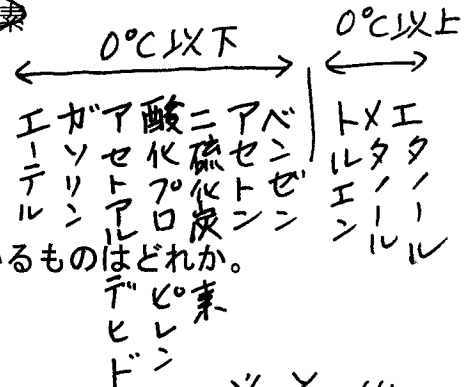 素
0°C以下
0°C以上
エーテル
ガソリン
アセトアルデヒド
酸化プロピレン
二硫化炭素
アセトン
ベンゼン
トルエン
メタノール
エタノール
いるものはどれか。